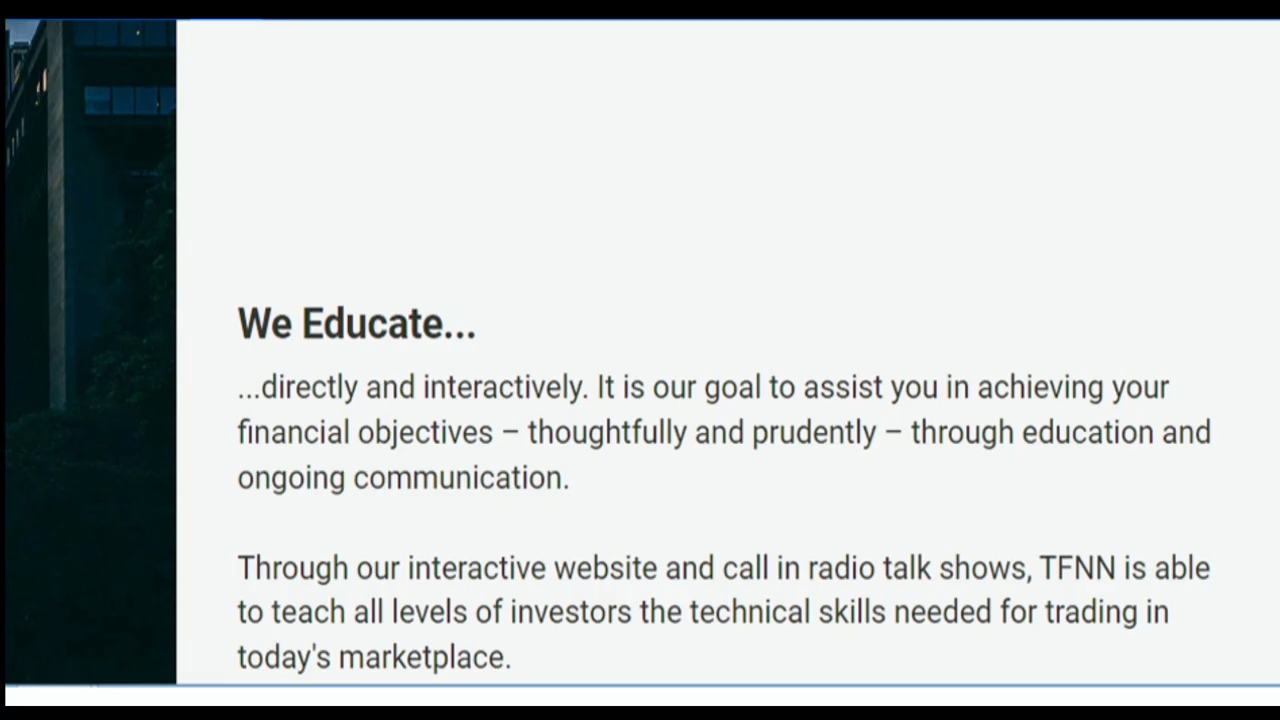 We Educate...
...directly and interactively. It is our goal to assist you in achieving your
financial objectives – thoughtfully and prudently – through education and
ongoing communication.
Through our interactive website and call in radio talk shows, TFNN is able
to teach all levels of investors the technical skills needed for trading in
today's marketplace.